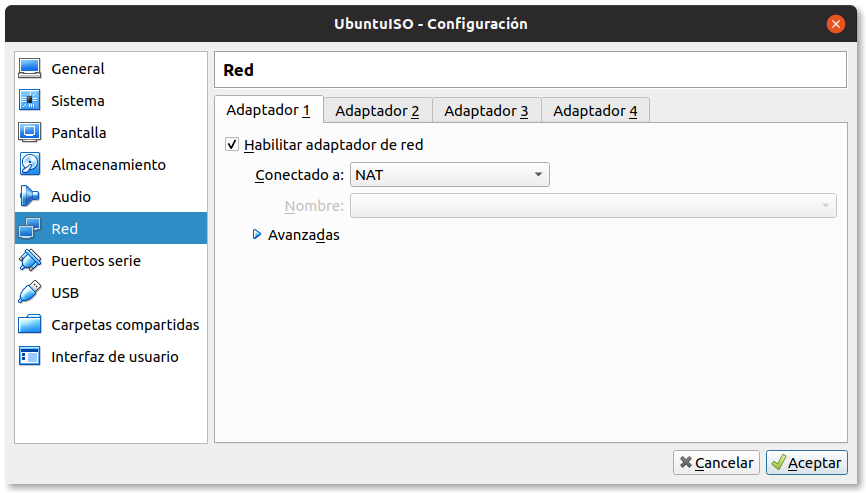 UbuntuISO - Configuración
General
Sistema
Pantalla
Almacenamiento
Audio
Red
Puertos serie
USB
Carpetas compartidas
Interfaz de usuario
Red
Adaptador 1 Adaptador 2 Adaptador 3 Adaptador 4
Habilitar adaptador de red
Conectado a: NAT
Nombre:
Avanzadas
Cancelar Aceptar